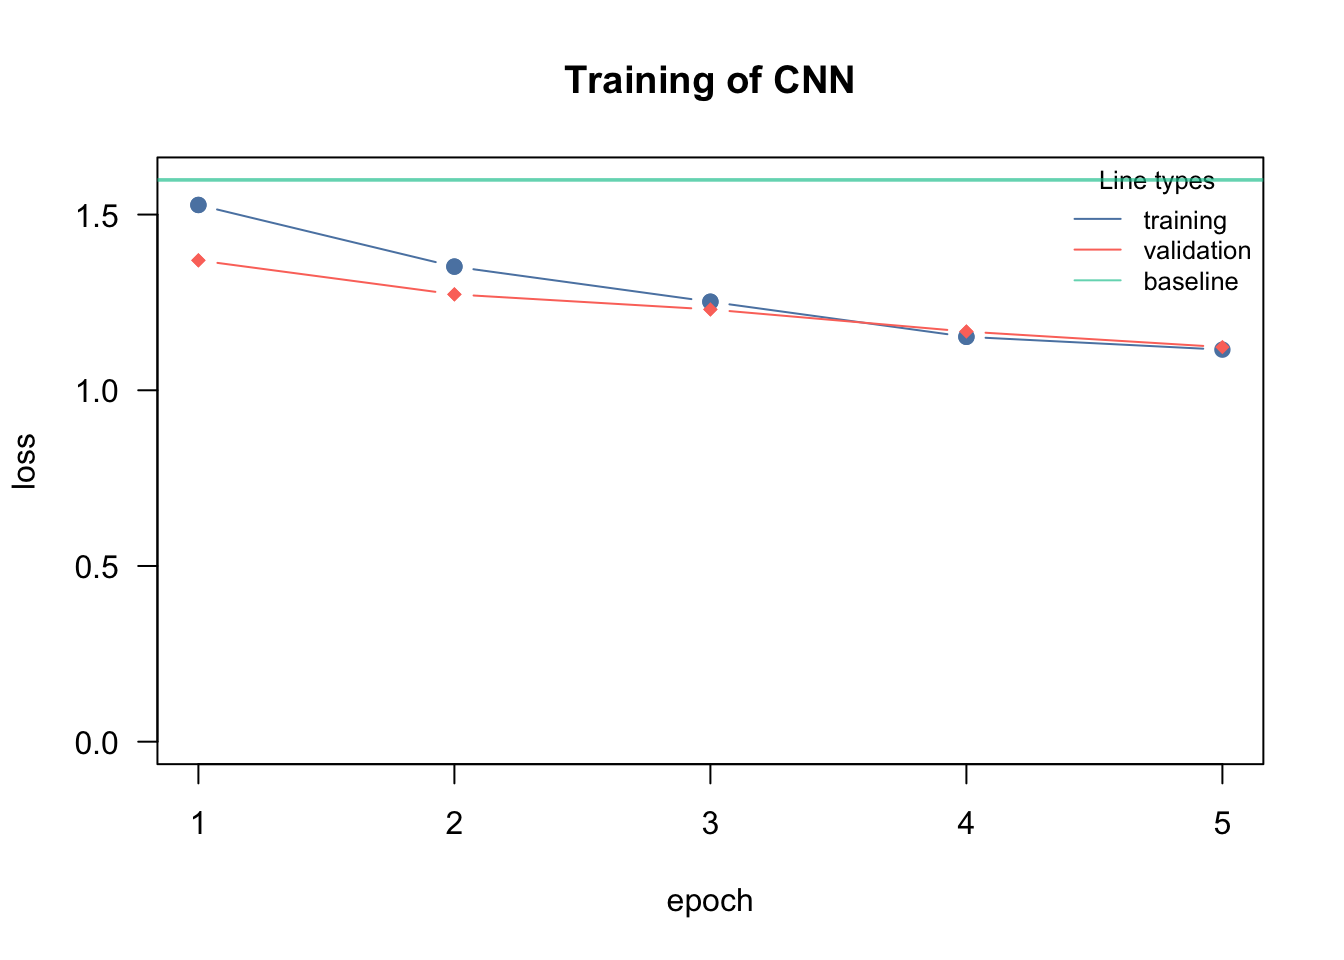 Training of CNN
Line types
training
validation
baseline
1.5
1.0
0.5
0.0
loss
1 2 3 4 5
epoch